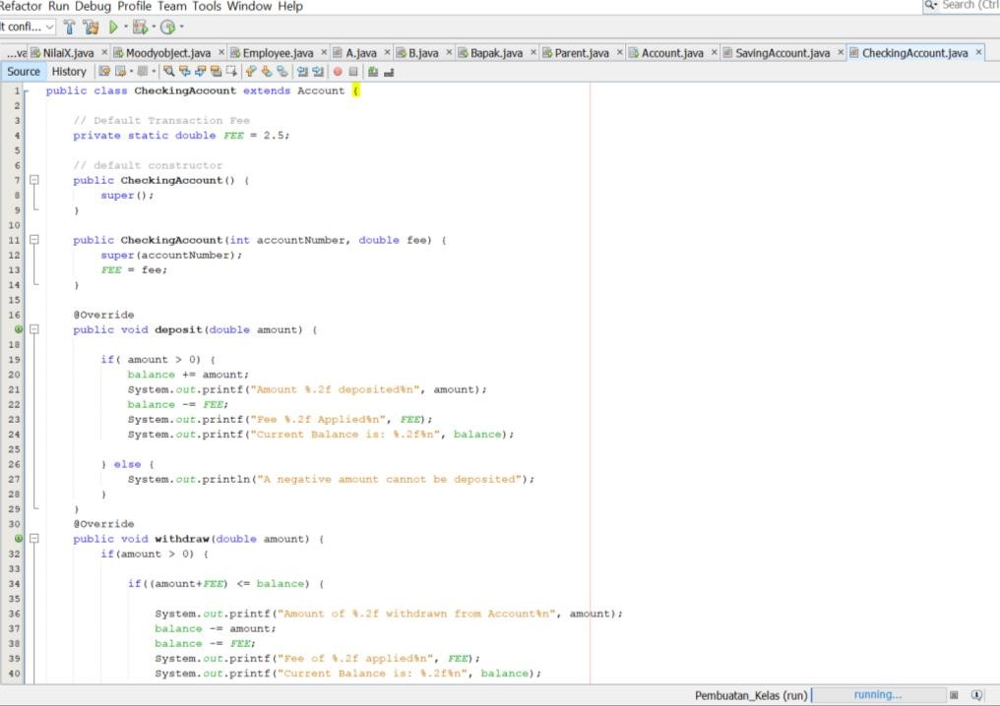 Refactor Run Debug Profile Team Tools Window Help
Search (Ctrl
lt confi...
...va NilaiX.java × Moodyobject.java × Employee.java × A.java × B.java × Bapak.java × Parent.java × Account.java × SavingAccount.java × CheckingAccount.java ×
Source History
1 public class CheckingAccount extends Account {
2
3 // Default Transaction Fee
4 private static double FEE = 2.5;
5
6 // default constructor
7 public CheckingAccount() {
8 super();
9 }
10
11 public CheckingAccount(int accountNumber, double fee) {
12 super(accountNumber);
13 FEE = fee;
14 }
15
16 @Override
public void deposit(double amount) {
18
19 if( amount > 0) {
20 balance += amount;
21 System.out.printf("Amount %.2f deposited%n", amount);
22 balance -= FEE;
23 System.out.printf("Fee %.2f Applied%n", FEE);
24 System.out.printf("Current Balance is: %.2f%n", balance);
25
26 } else {
27 System.out.println("A negative amount cannot be deposited");
28 }
29 }
30 @Override
public void withdraw(double amount) {
32 if(amount > 0) {
33
34 if((amount+FEE) <= balance) {
35
36 System.out.printf("Amount of %.2f withdrawn from Account%n", amount);
37 balance -= amount;
38 balance -= FEE;
39 System.out.printf("Fee of %.2f applied%n", FEE);
40 System.out.printf("Current Balance is: %.2f%n", balance);
Pembuatan_Kelas (run) running...